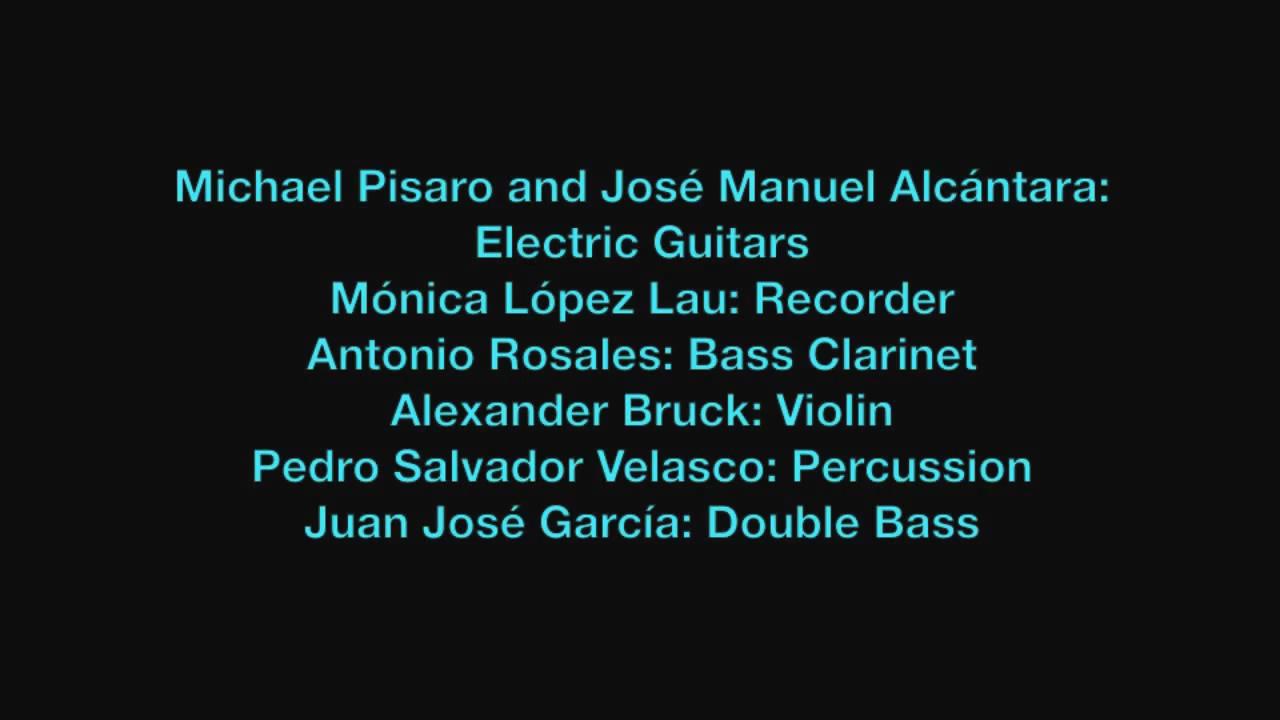 Michael Pisaro and José Manuel Alcántara:
Electric Guitars
Mónica López Lau: Recorder
Antonio Rosales: Bass Clarinet
Alexander Bruck: Violin
Pedro Salvador Velasco: Percussion
Juan José García: Double Bass